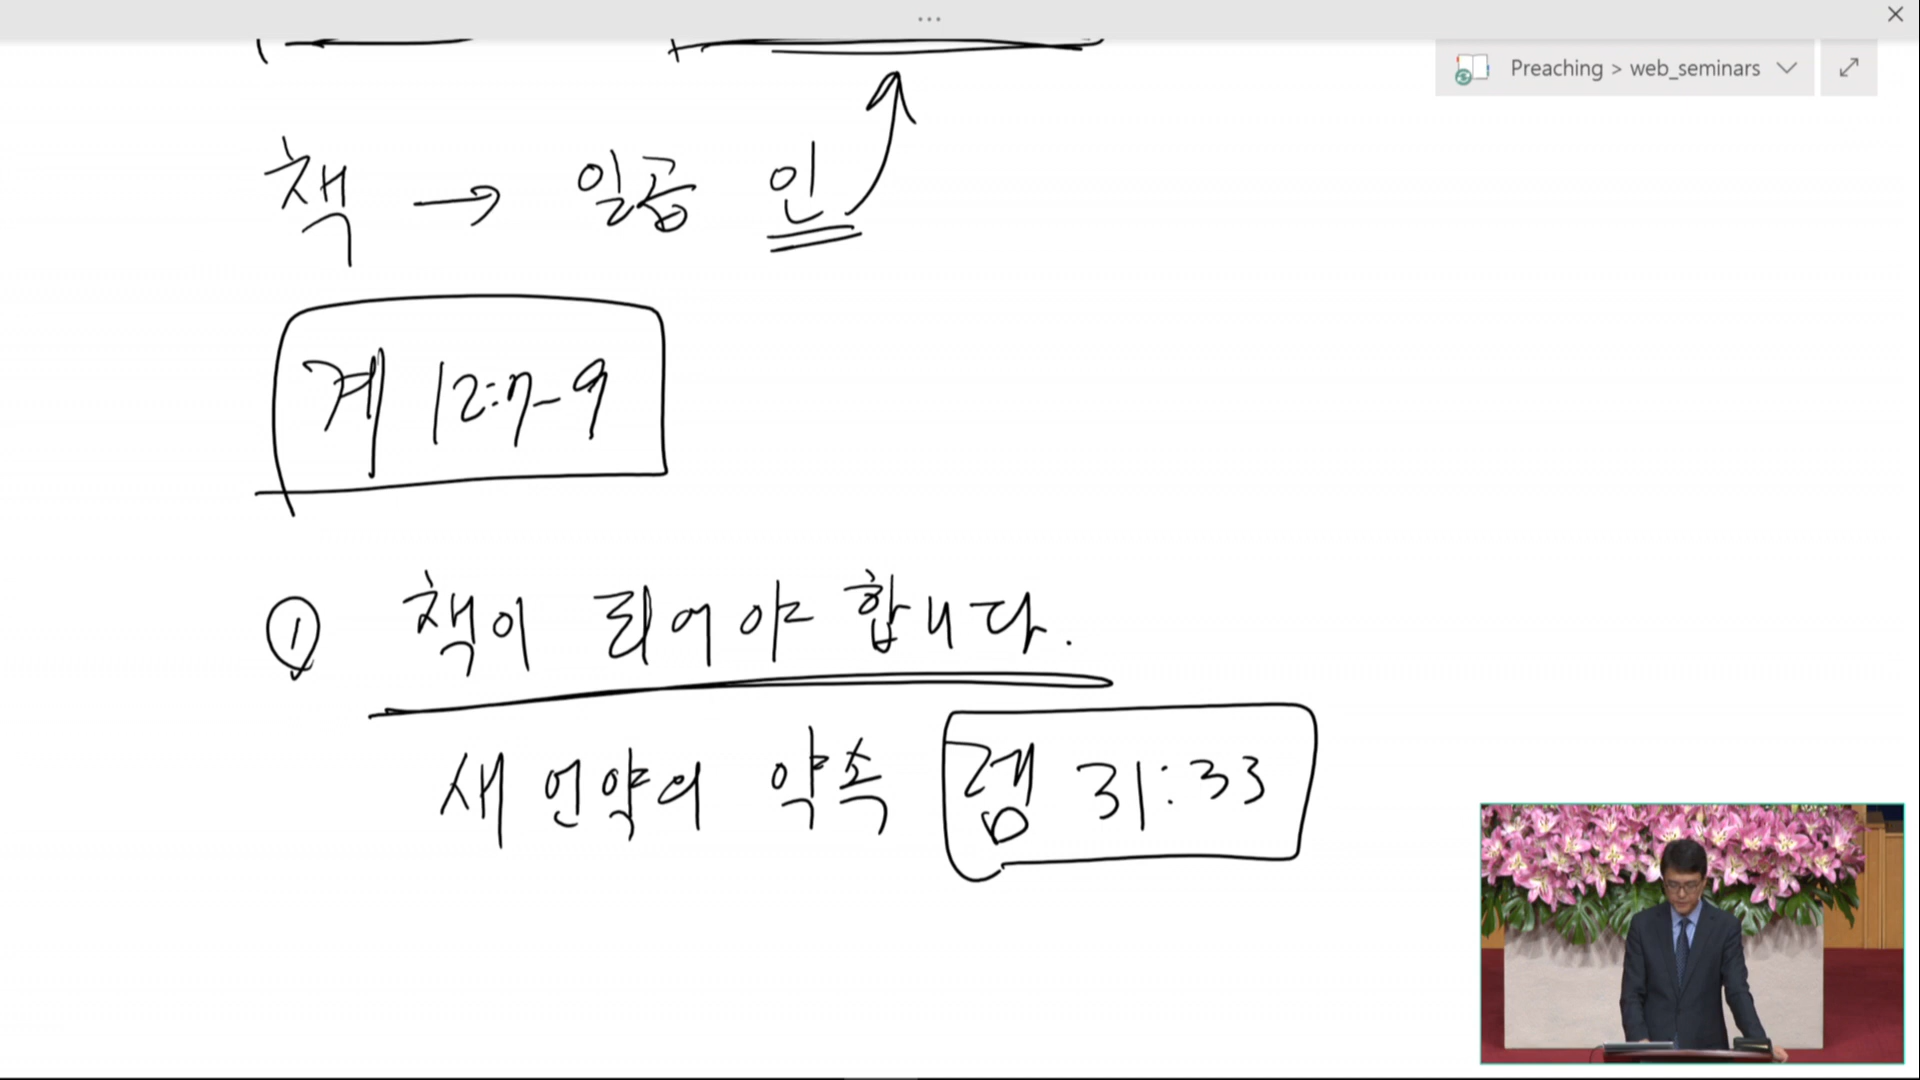 ...
Preaching > web_seminars
책 → 일곱 인
계 12:7-9
① 책이 되어야 합니다.
새 언약의 약속 렘 31:33